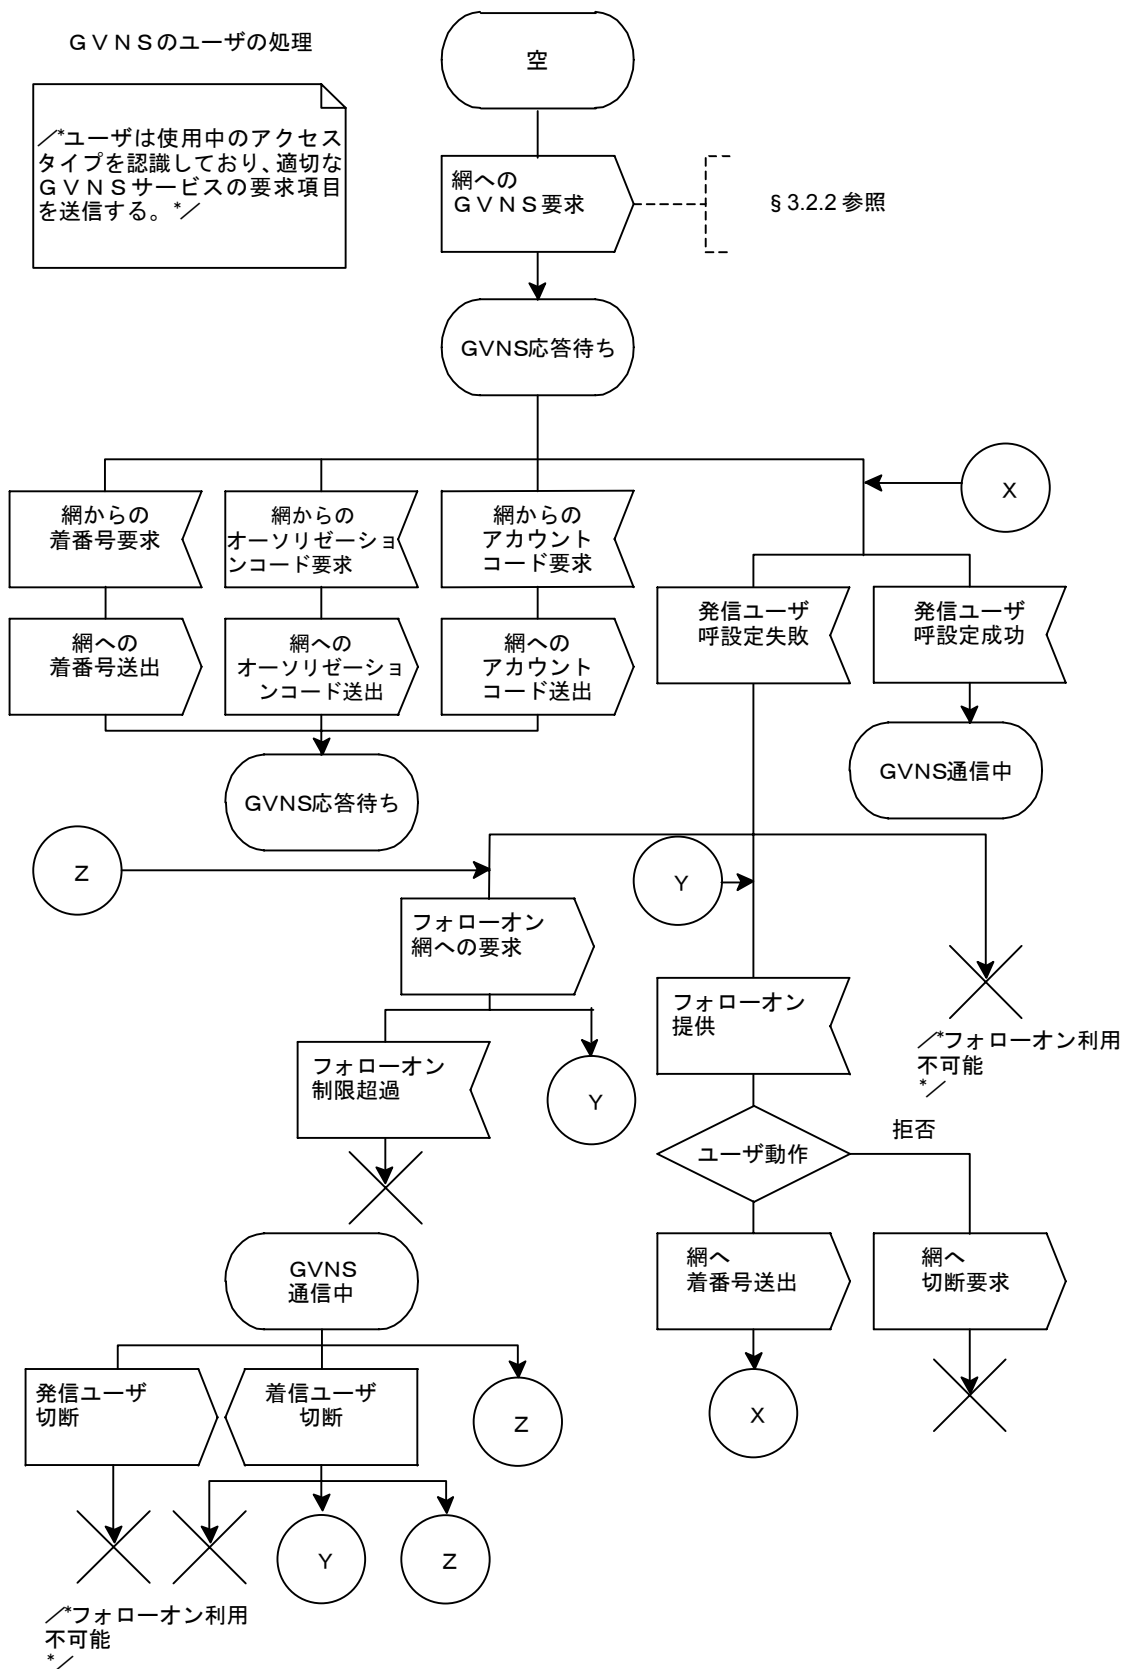 ＧＶＮＳのユーザの処理
空
／*ユーザは使用中のアクセス
タイプを認識しており、適切な
ＧＶＮＳサービスの要求項目
を送信する。*／
網への
ＧＶＮＳ要求
§3.2.2 参照
GVNS応答待ち
X
網からの
着番号要求
網からの
オーソリゼーショ
ンコード要求
網からの
アカウント
コード要求
発信ユーザ
呼設定失敗
発信ユーザ
呼設定成功
網への
着番号送出
網への
オーソリゼーショ
ンコード送出
網への
アカウント
コード送出
GVNS応答待ち
GVNS通信中
Z
Y
フォローオン
網への要求
フォローオン
提供
／*フォローオン利用
不可能
*／
フォローオン
制限超過
Y
ユーザ動作
拒否
網へ
着番号送出
網へ
切断要求
GVNS
通信中
X
発信ユーザ
切断
着信ユーザ
切断
Z
Y
Z
／*フォローオン利用
不可能
*／